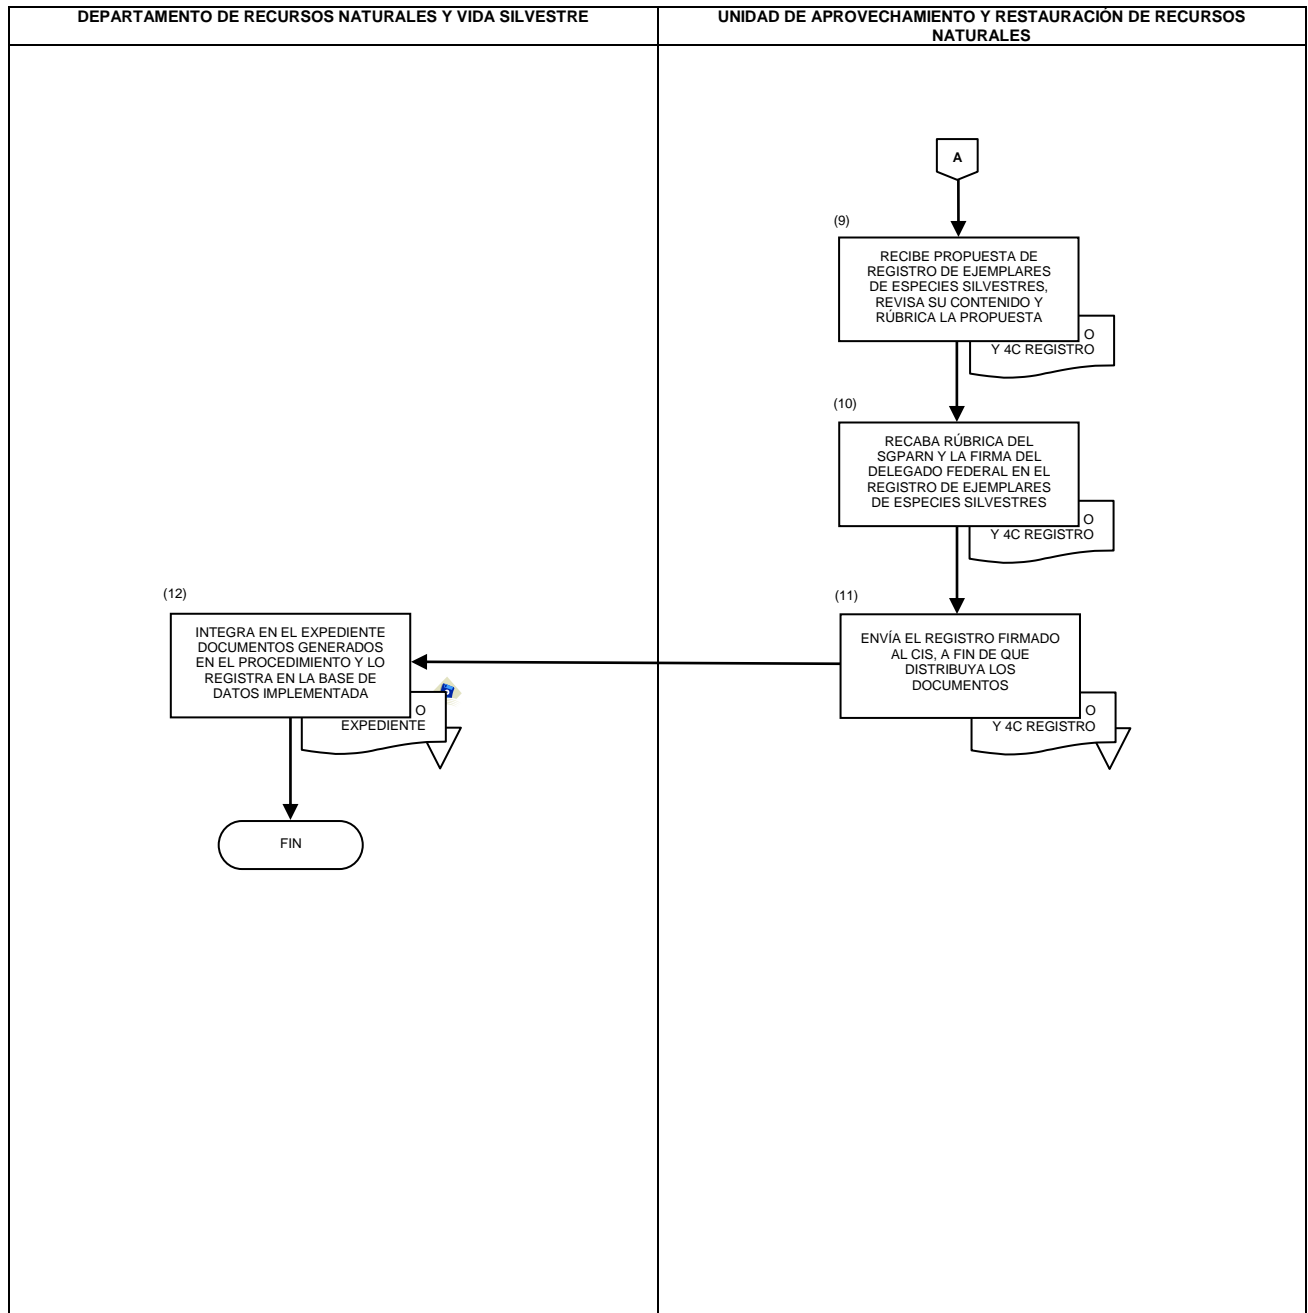 DEPARTAMENTO DE RECURSOS NATURALES Y VIDA SILVESTRE
UNIDAD DE APROVECHAMIENTO Y RESTAURACIÓN DE RECURSOS
NATURALES
A
(9)
RECIBE PROPUESTA DE
REGISTRO DE EJEMPLARES
DE ESPECIES SILVESTRES,
REVISA SU CONTENIDO Y
RÚBRICA LA PROPUESTA
O
Y 4C REGISTRO
(10)
RECABA RÚBRICA DEL
SGPARN Y LA FIRMA DEL
DELEGADO FEDERAL EN EL
REGISTRO DE EJEMPLARES
DE ESPECIES SILVESTRES
O
Y 4C REGISTRO
(11)
ENVÍA EL REGISTRO FIRMADO
AL CIS, A FIN DE QUE
DISTRIBUYA LOS
DOCUMENTOS
O
Y 4C REGISTRO
(12)
INTEGRA EN EL EXPEDIENTE
DOCUMENTOS GENERADOS
EN EL PROCEDIMIENTO Y LO
REGISTRA EN LA BASE DE
DATOS IMPLEMENTADA
O
EXPEDIENTE
FIN